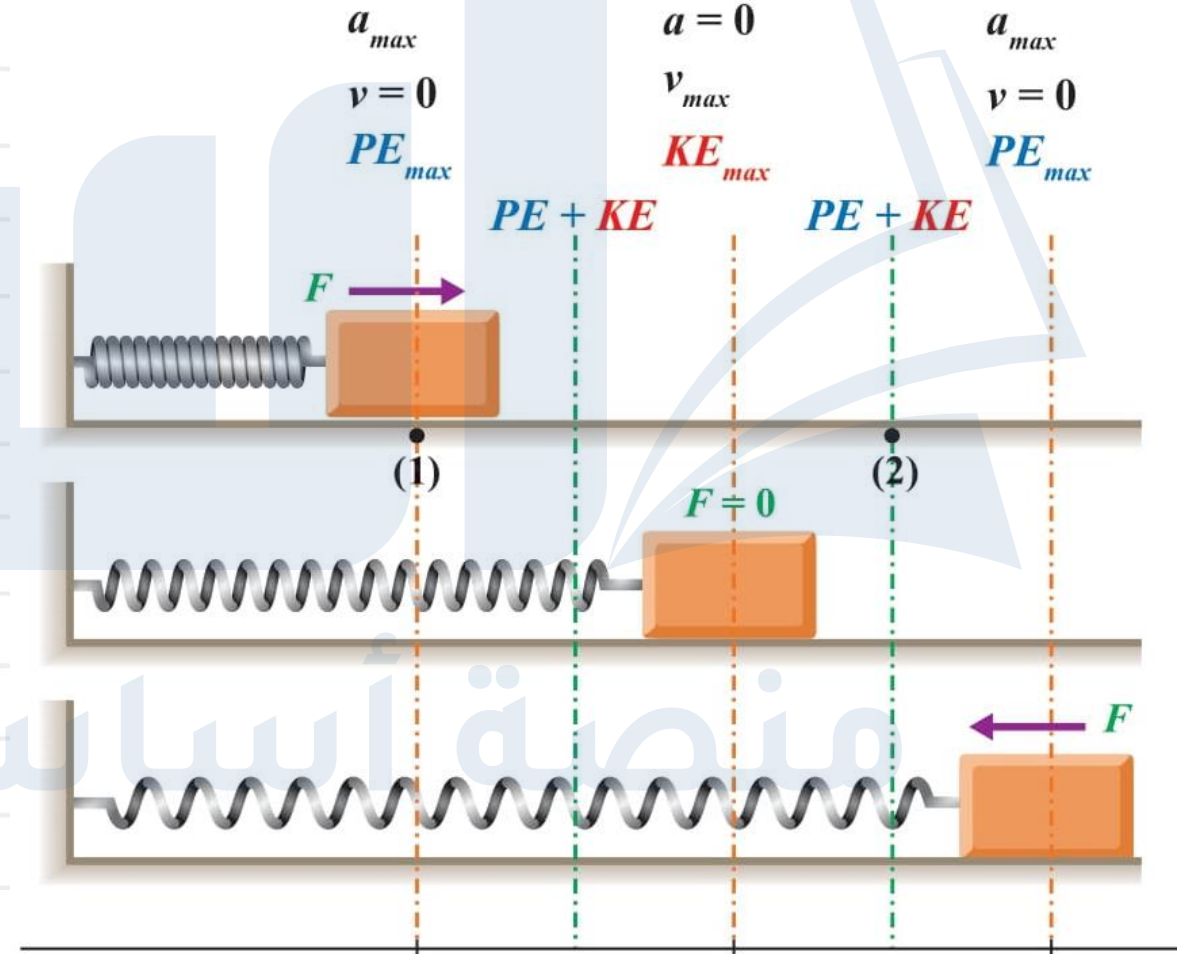 a_max a = 0 a_max
v = 0 v_max v = 0
PE_max KE_max PE_max
PE + KE PE + KE
F
(1) (2)
F = 0
F
منصة أساس